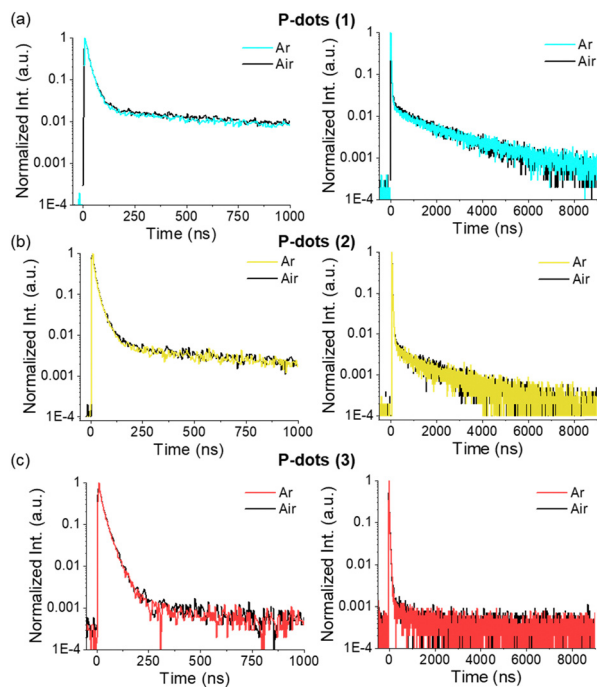 (a) P-dots (1)
Normalized Int. (a.u.)
1
0.1
0.01
0.001
1E-4
Ar
Air
0 250 500 750 1000
Time (ns)
Normalized Int. (a.u.)
1
0.1
0.01
0.001
1E-4
Ar
Air
0 2000 4000 6000 8000
Time (ns)
(b) P-dots (2)
Normalized Int. (a.u.)
1
0.1
0.01
0.001
1E-4
Ar
Air
0 250 500 750 1000
Time (ns)
Normalized Int. (a.u.)
1
0.1
0.01
0.001
1E-4
Ar
Air
0 2000 4000 6000 8000
Time (ns)
(c) P-dots (3)
Normalized Int. (a.u.)
1
0.1
0.01
0.001
1E-4
Ar
Air
0 250 500 750 1000
Time (ns)
Normalized Int. (a.u.)
1
0.1
0.01
0.001
1E-4
Ar
Air
0 2000 4000 6000 8000
Time (ns)